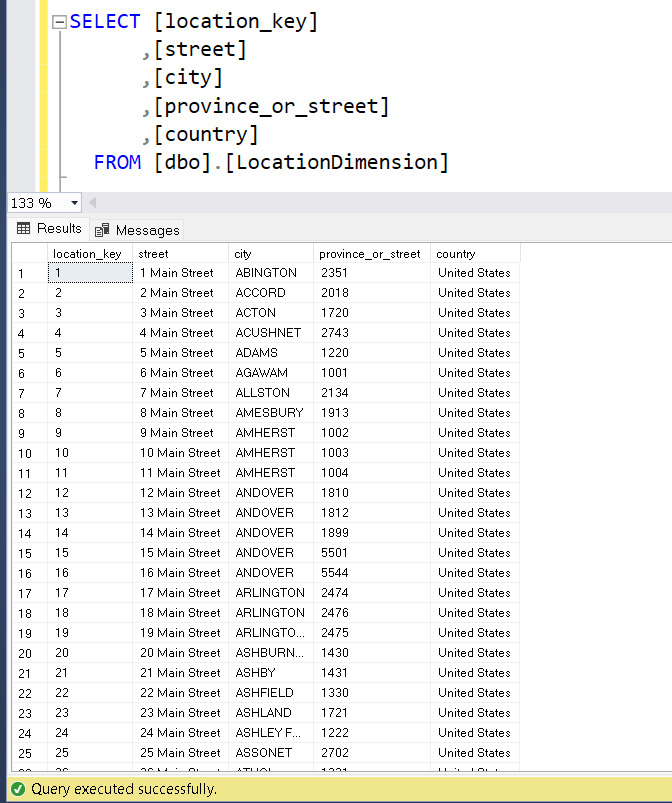 SELECT [location_key]
,[street]
,[city]
,[province_or_street]
,[country]
FROM [dbo].[LocationDimension]
133 %
Results Messages
location_key street city province_or_street country
1 1 1 Main Street ABINGTON 2351 United States
2 2 2 Main Street ACCORD 2018 United States
3 3 3 Main Street ACTON 1720 United States
4 4 4 Main Street ACUSHNET 2743 United States
5 5 5 Main Street ADAMS 1220 United States
6 6 6 Main Street AGAWAM 1001 United States
7 7 7 Main Street ALLSTON 2134 United States
8 8 8 Main Street AMESBURY 1913 United States
9 9 9 Main Street AMHERST 1002 United States
10 10 10 Main Street AMHERST 1003 United States
11 11 11 Main Street AMHERST 1004 United States
12 12 12 Main Street ANDOVER 1810 United States
13 13 13 Main Street ANDOVER 1812 United States
14 14 14 Main Street ANDOVER 1899 United States
15 15 15 Main Street ANDOVER 5501 United States
16 16 16 Main Street ANDOVER 5544 United States
17 17 17 Main Street ARLINGTON 2474 United States
18 18 18 Main Street ARLINGTON 2476 United States
19 19 19 Main Street ARLINGTO... 2475 United States
20 20 20 Main Street ASHBURN... 1430 United States
21 21 21 Main Street ASHBY 1431 United States
22 22 22 Main Street ASHFIELD 1330 United States
23 23 23 Main Street ASHLAND 1721 United States
24 24 24 Main Street ASHLEY F... 1222 United States
25 25 25 Main Street ASSONET 2702 United States
Query executed successfully.